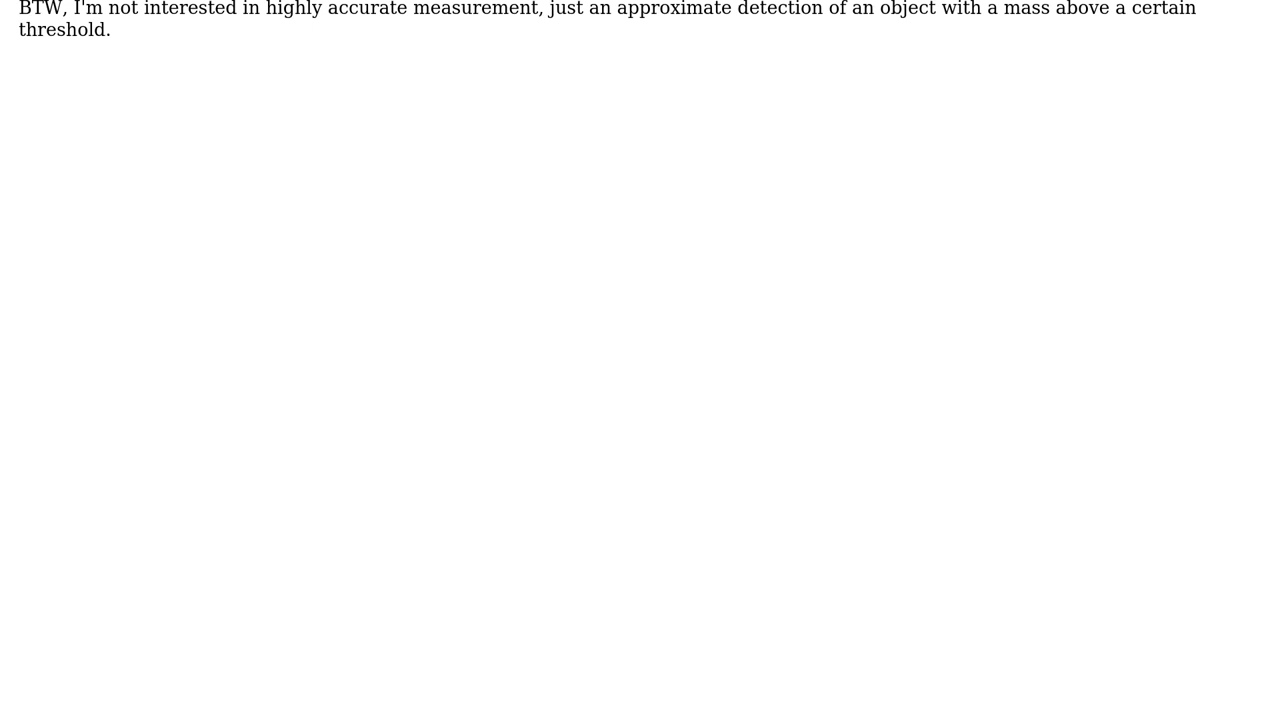 BTW, I'm not interested in highly accurate measurement, just an approximate detection of an object with a mass above a certain
threshold.